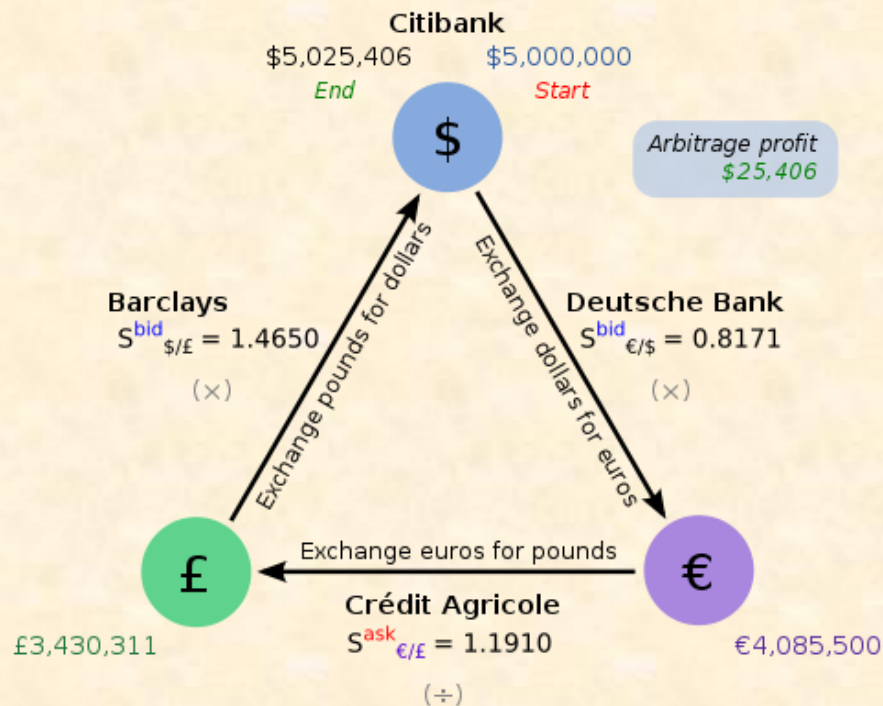 Citibank
$5,025,406 $5,000,000
End Start
$
Arbitrage profit
$25,406
Exchange pounds for dollars
Exchange dollars for euros
Barclays
S^bid_$/£ = 1.4650
(×)
Deutsche Bank
S^bid_€/$ = 0.8171
(×)
£
Exchange euros for pounds
€
Crédit Agricole
S^ask_€/£ = 1.1910
(÷)
£3,430,311
€4,085,500